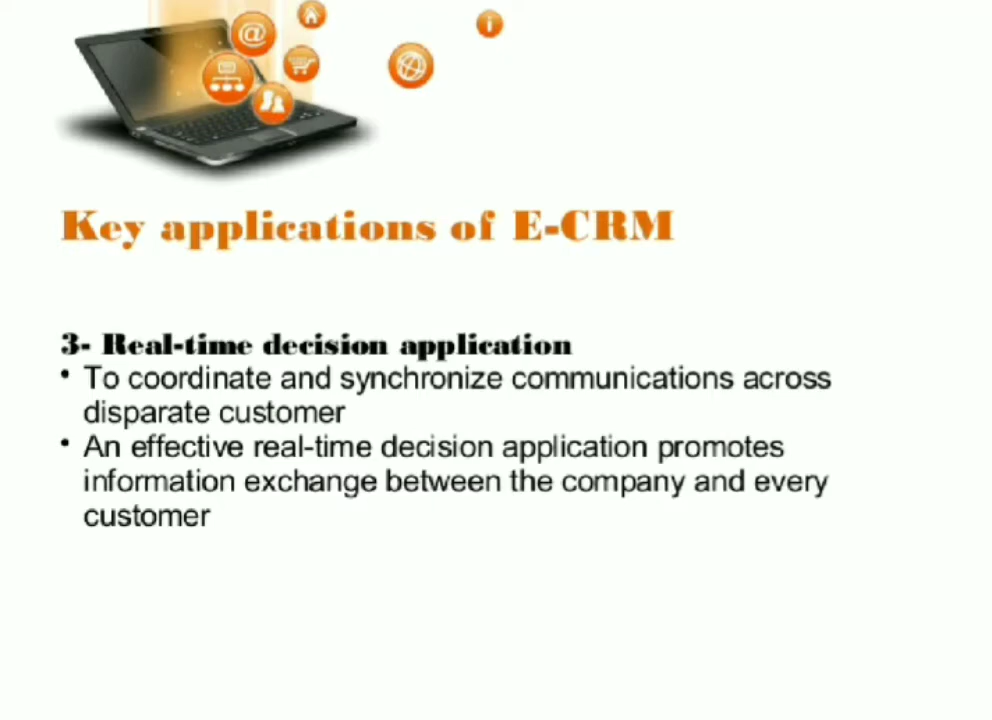 Key applications of E-CRM
3- Real-time decision application
• To coordinate and synchronize communications across
disparate customer
• An effective real-time decision application promotes
information exchange between the company and every
customer